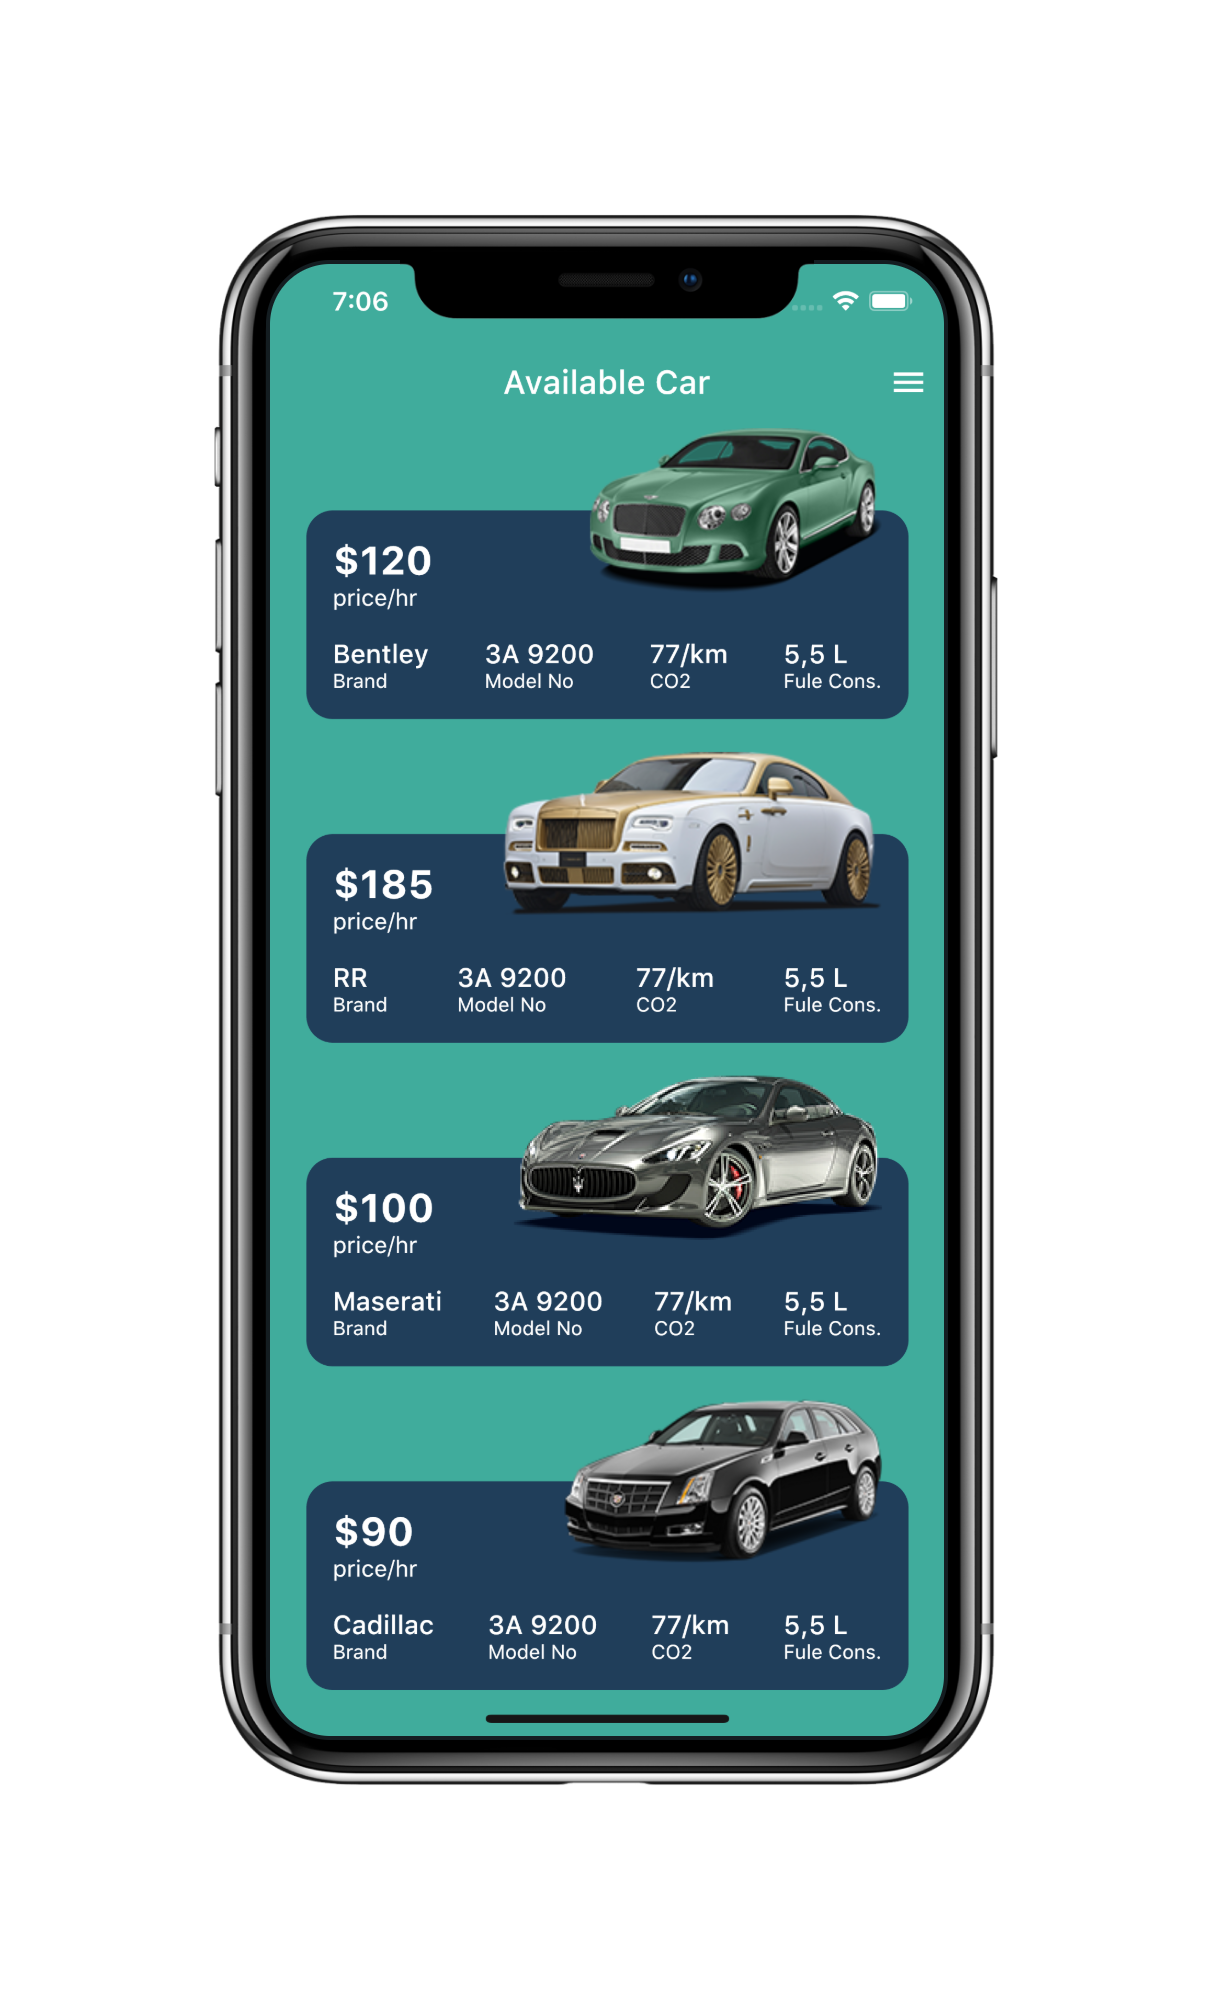 7:06
Available Car
$120
price/hr
Bentley 3A 9200 77/km 5,5 L
Brand Model No CO2 Fule Cons.
$185
price/hr
RR 3A 9200 77/km 5,5 L
Brand Model No CO2 Fule Cons.
$100
price/hr
Maserati 3A 9200 77/km 5,5 L
Brand Model No CO2 Fule Cons.
$90
price/hr
Cadillac 3A 9200 77/km 5,5 L
Brand Model No CO2 Fule Cons.